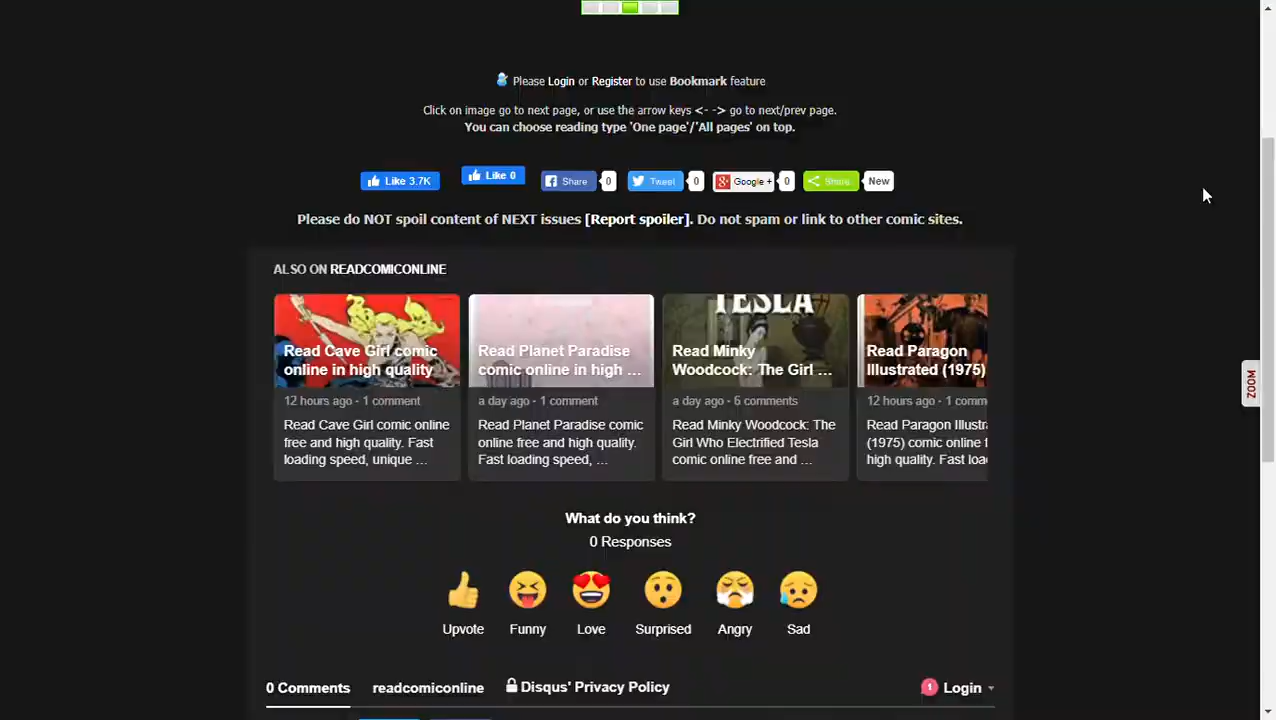 Please Login or Register to use Bookmark feature
Click on image go to next page, or use the arrow keys <- -> go to next/prev page.
You can choose reading type 'One page'/'All pages' on top.
Like 3.7K Like 0 Share 0 Tweet 0 Google + 0 Share New
Please do NOT spoil content of NEXT issues [Report spoiler]. Do not spam or link to other comic sites.
ALSO ON READCOMICONLINE
TESLA
Read Cave Girl comic
online in high quality
12 hours ago - 1 comment
Read Cave Girl comic online
free and high quality. Fast
loading speed, unique ...
Read Planet Paradise
comic online in high ...
a day ago - 1 comment
Read Planet Paradise comic
online free and high quality.
Fast loading speed, ...
Read Minky
Woodcock: The Girl ...
a day ago - 6 comments
Read Minky Woodcock: The
Girl Who Electrified Tesla
comic online free and ...
Read Paragon
Illustrated (1975)
12 hours ago - 1 comm
Read Paragon Illustra
(1975) comic online f
high quality. Fast loa
ZOOM
What do you think?
0 Responses
Upvote Funny Love Surprised Angry Sad
0 Comments readcomiconline Disqus' Privacy Policy 1 Login